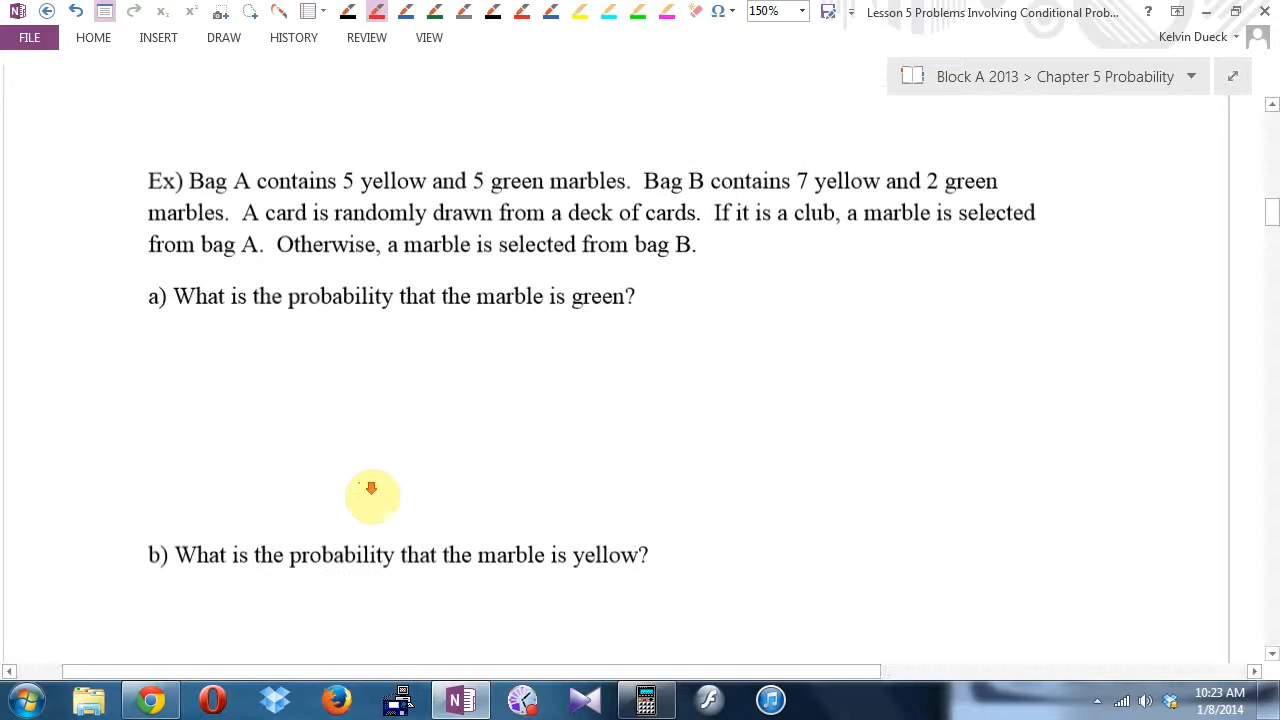 150%
Lesson 5 Problems Involving Conditional Prob...
?
FILE
HOME
INSERT
DRAW
HISTORY
REVIEW
VIEW
Kelvin Dueck
Block A 2013 > Chapter 5 Probability
Ex) Bag A contains 5 yellow and 5 green marbles. Bag B contains 7 yellow and 2 green
marbles. A card is randomly drawn from a deck of cards. If it is a club, a marble is selected
from bag A. Otherwise, a marble is selected from bag B.
a) What is the probability that the marble is green?
b) What is the probability that the marble is yellow?
10:23 AM
1/8/2014